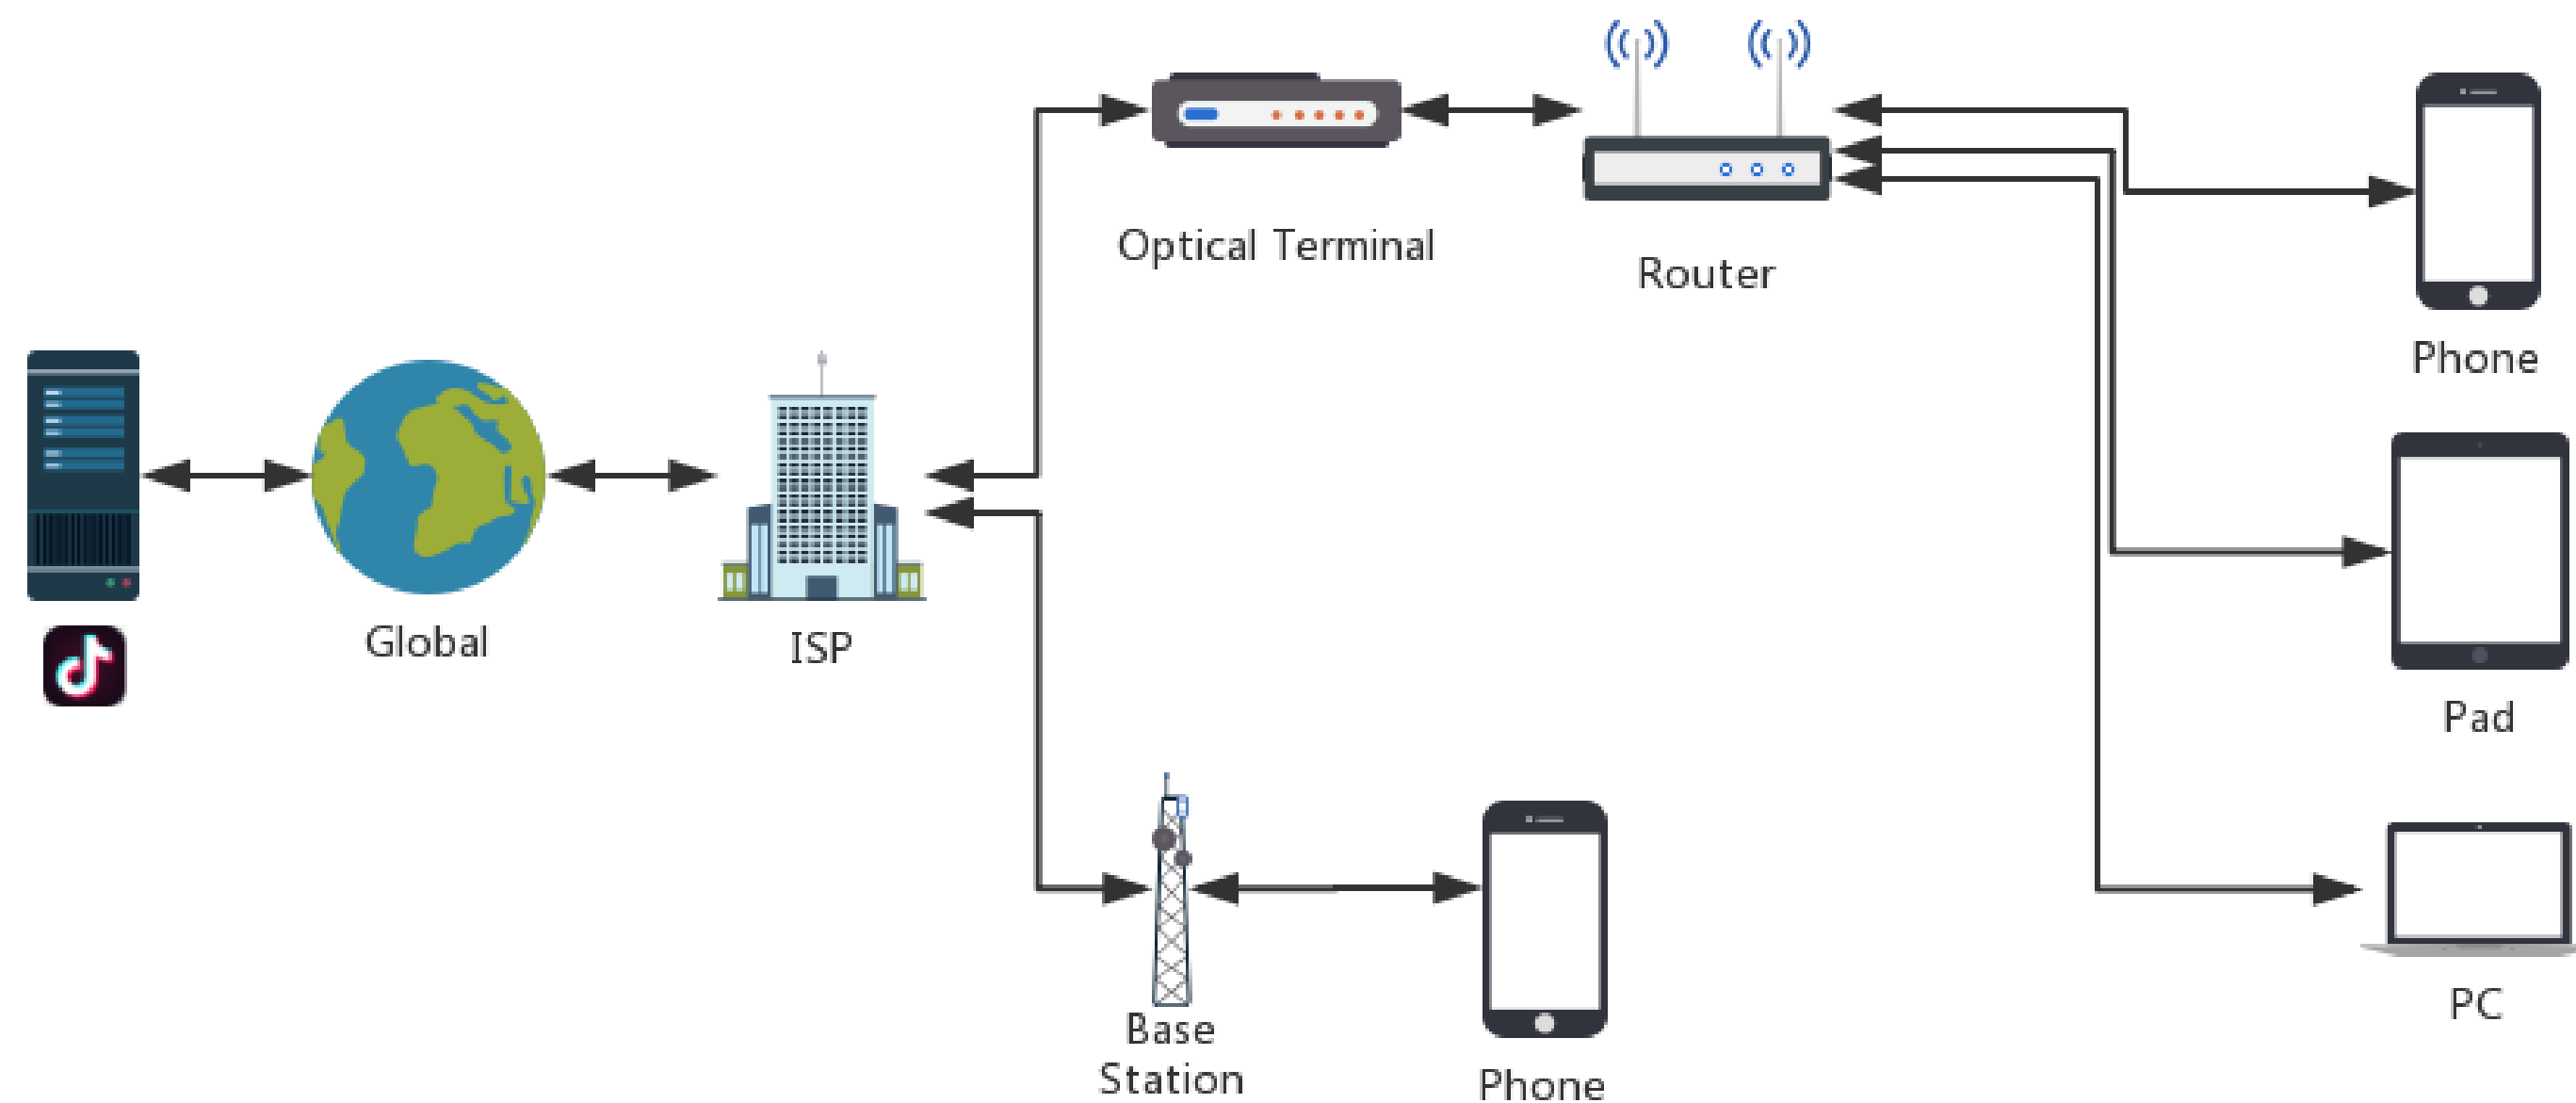 Optical Terminal
Router
Phone
Global
ISP
Pad
Base
Station
Phone
PC